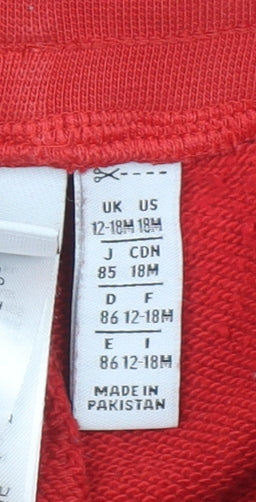 UK US
12-18M 18M
J CDN
85 18M
D F
86 12-18M
E I
86 12-18M
MADE IN
PAKISTAN